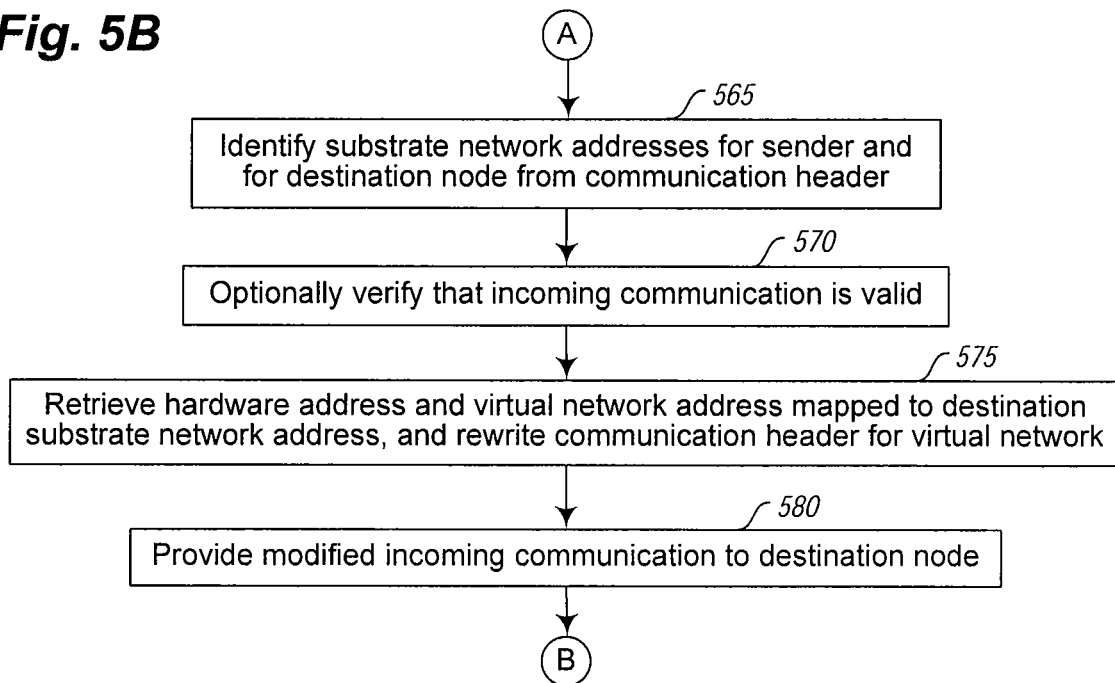 Fig. 5B
A
565
Identify substrate network addresses for sender and
for destination node from communication header
570
Optionally verify that incoming communication is valid
575
Retrieve hardware address and virtual network address mapped to destination
substrate network address, and rewrite communication header for virtual network
580
Provide modified incoming communication to destination node
B